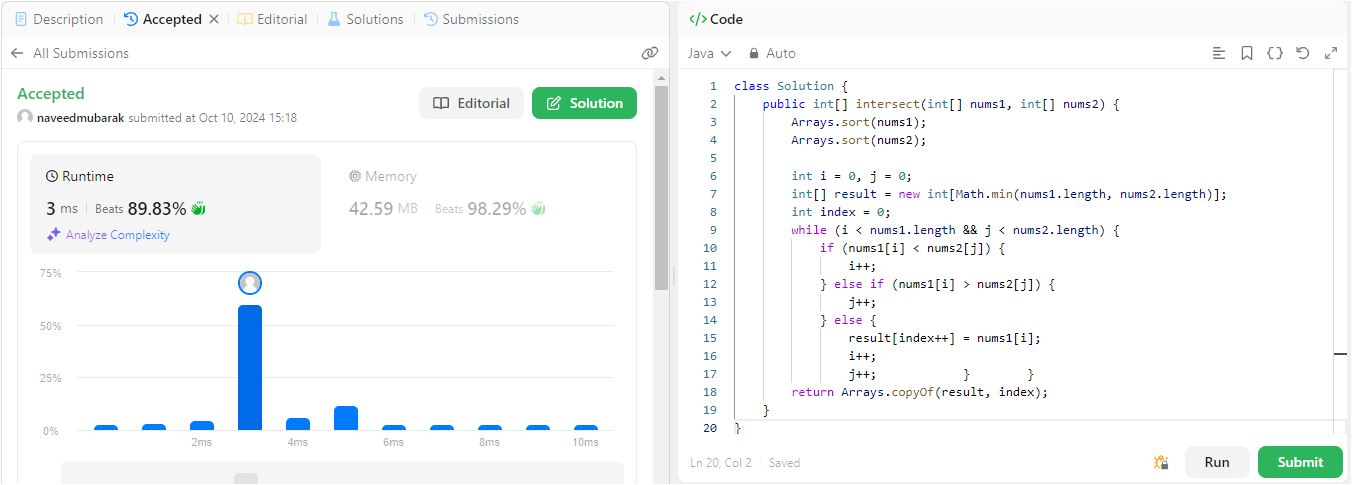 Description Accepted Editorial Solutions Submissions
All Submissions
Accepted
naveedmubarak submitted at Oct 10, 2024 15:18
Editorial Solution
Runtime
3 ms Beats 89.83%
Analyze Complexity
Memory
42.59 MB Beats 98.29%
75%
50%
25%
0%
2ms 4ms 6ms 8ms 10ms
Code
Java Auto
1 class Solution {
2 public int[] intersect(int[] nums1, int[] nums2) {
3 Arrays.sort(nums1);
4 Arrays.sort(nums2);
5
6 int i = 0, j = 0;
7 int[] result = new int[Math.min(nums1.length, nums2.length)];
8 int index = 0;
9 while (i < nums1.length && j < nums2.length) {
10 if (nums1[i] < nums2[j]) {
11 i++;
12 } else if (nums1[i] > nums2[j]) {
13 j++;
14 } else {
15 result[index++] = nums1[i];
16 i++;
17 j++; } }
18 return Arrays.copyOf(result, index);
19 }
20 }
Ln 20, Col 2 Saved
Run Submit